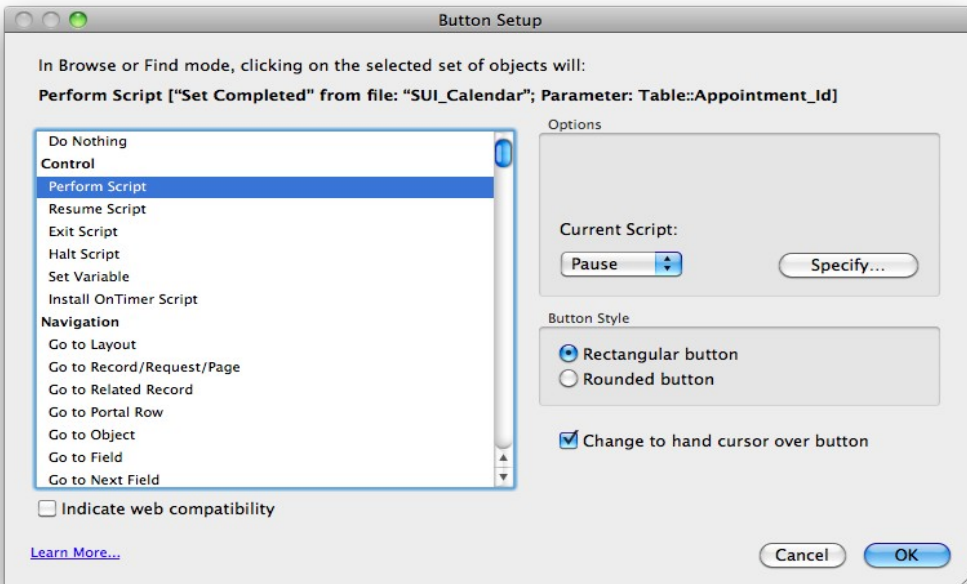 Button Setup
In Browse or Find mode, clicking on the selected set of objects will:
Perform Script [“Set Completed” from file: “SUI_Calendar”; Parameter: Table::Appointment_Id]
Do Nothing
Control
Perform Script
Resume Script
Exit Script
Halt Script
Set Variable
Install OnTimer Script
Navigation
Go to Layout
Go to Record/Request/Page
Go to Related Record
Go to Portal Row
Go to Object
Go to Field
Go to Next Field
Indicate web compatibility
Learn More...
Options
Current Script:
Pause
Specify...
Button Style
Rectangular button
Rounded button
Change to hand cursor over button
Cancel
OK